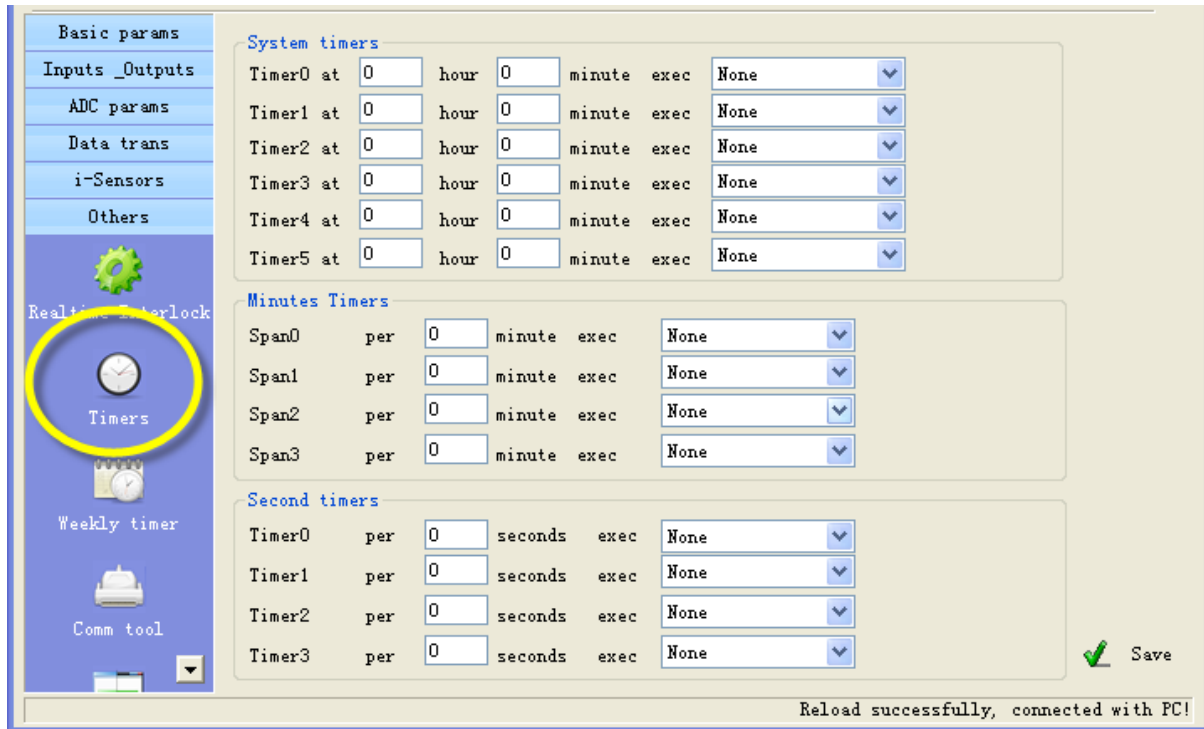 Basic params
Inputs _Outputs
ADC params
Data trans
i-Sensors
Others
Realtime Interlock
Timers
Weekly timer
Comm tool
System timers
Timer0 at 0 hour 0 minute exec None
Timer1 at 0 hour 0 minute exec None
Timer2 at 0 hour 0 minute exec None
Timer3 at 0 hour 0 minute exec None
Timer4 at 0 hour 0 minute exec None
Timer5 at 0 hour 0 minute exec None
Minutes Timers
Span0 per 0 minute exec None
Span1 per 0 minute exec None
Span2 per 0 minute exec None
Span3 per 0 minute exec None
Second timers
Timer0 per 0 seconds exec None
Timer1 per 0 seconds exec None
Timer2 per 0 seconds exec None
Timer3 per 0 seconds exec None
Save
Reload successfully, connected with PC!